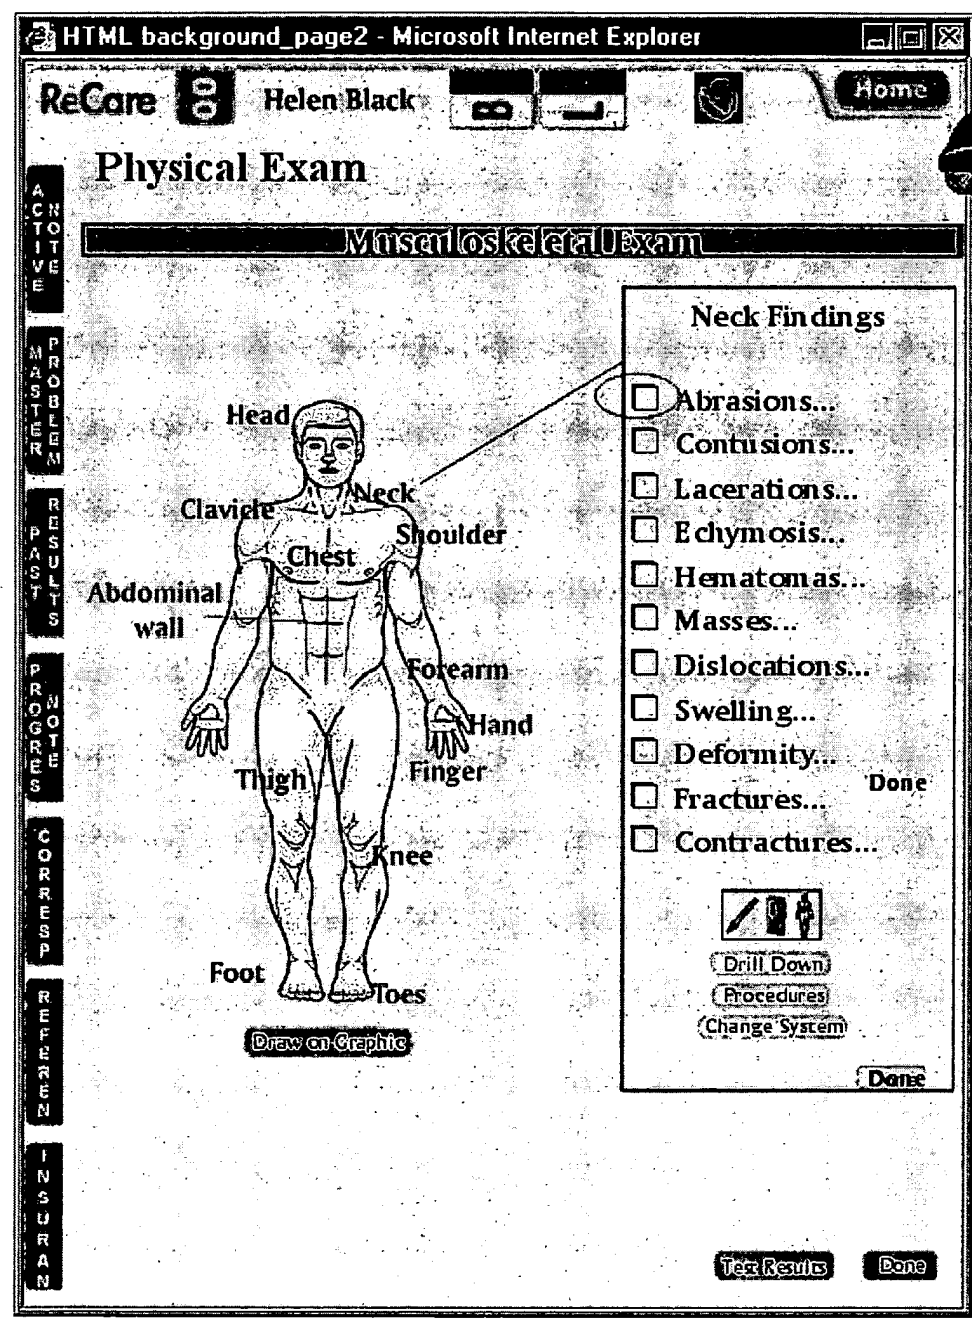 HTML background_page2 - Microsoft Internet Explorer
ReCare
Helen Black
B
L
Home
Physical Exam
Musculoskeletal Exam
ACTIVE NOTE
MASTER PROBLEM
PAST RESULTS
PROGRES NOTE
CORRESP
REFEREN
INSURAN
Head
Neck
Clavicle
Shoulder
Chest
Abdominal
wall
Forearm
Hand
Thigh
Finger
Knee
Foot
Toes
Draw on Graphic
Neck Findings
Abrasions...
Contusions...
Lacerations...
Echymosis...
Hematomas...
Masses...
Dislocations...
Swelling...
Deformity...
Done
Fractures...
Contractures...
Drill Down
Procedures
Change System
Done
Test Results
Done